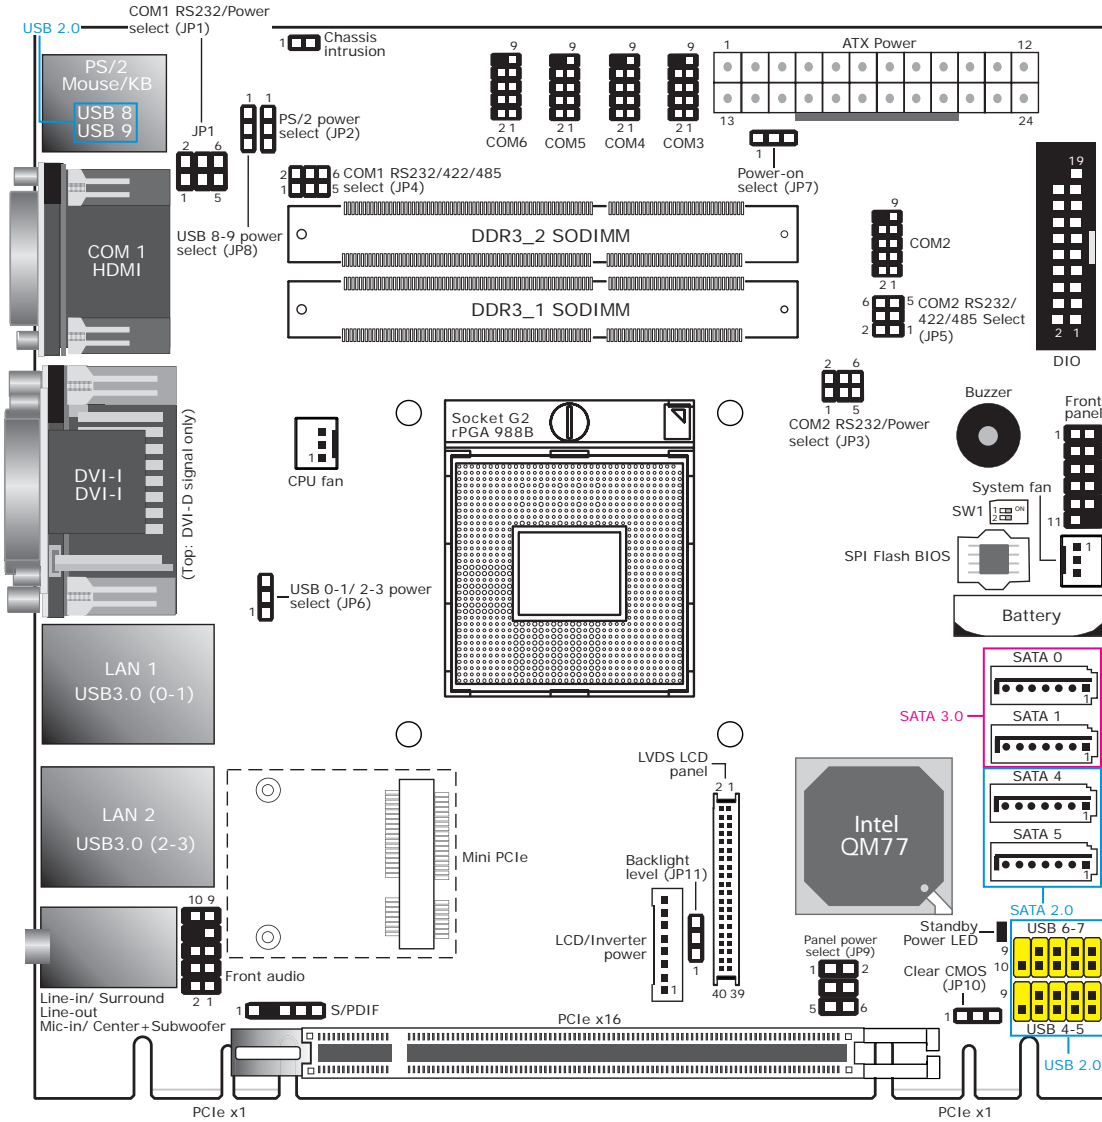 COM1 RS232/Power
select (JP1)
USB 2.0
PS/2
Mouse/KB
USB 8
USB 9
JP1
2 6
1 5
1
Chassis
intrusion
1 1
PS/2 power
select (JP2)
USB 8-9 power
select (JP8)
2 6
1 5
COM1 RS232/422/485
select (JP4)
9
2 1
COM6
9
2 1
COM5
9
2 1
COM4
9
2 1
COM3
1 ATX Power 12
13 24
1
Power-on
select (JP7)
19
2 1
DIO
COM 1
HDMI
DDR3_2 SODIMM
DDR3_1 SODIMM
9
COM2
2 1
6 5
2 1
COM2 RS232/
422/485 Select
(JP5)
2 6
1 5
COM2 RS232/Power
select (JP3)
Buzzer
Front
panel
1
11
System fan
1
SW1
ON
1
2
SPI Flash BIOS
Battery
DVI-I
DVI-I
(Top: DVI-D signal only)
1
CPU fan
Socket G2
rPGA 988B
1
USB 0-1/ 2-3 power
select (JP6)
LAN 1
USB3.0 (0-1)
LAN 2
USB3.0 (2-3)
SATA 3.0
SATA 0
1
SATA 1
1
SATA 4
1
SATA 5
1
SATA 2.0
LVDS LCD
panel
2 1
40 39
Intel
QM77
Mini PCIe
Backlight
level (JP11)
1
LCD/Inverter
power
1
Panel power
select (JP9)
1 2
5 6
Standby
Power LED
Clear CMOS
(JP10)
1
USB 6-7
9
10
9
USB 4-5
USB 2.0
10 9
2 1
Front audio
Line-in/ Surround
Line-out
Mic-in/ Center+Subwoofer
1
S/PDIF
PCIe x16
PCIe x1
PCIe x1